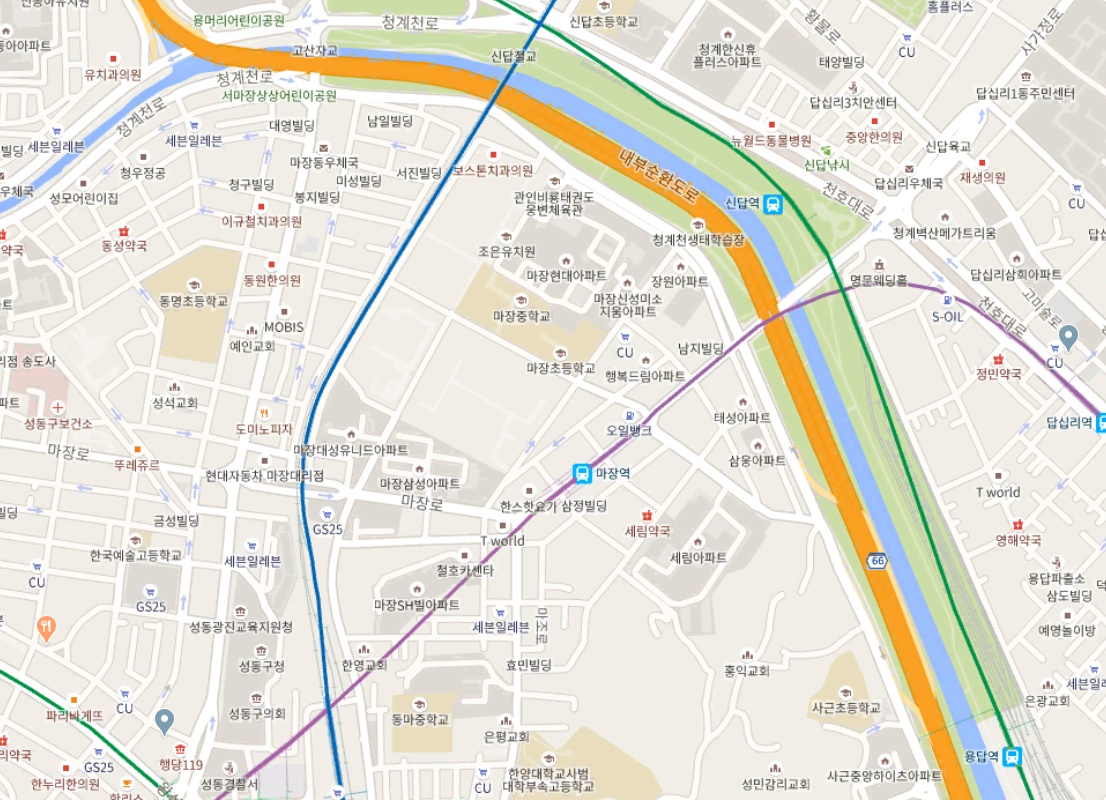 용머리어린이공원
청계천로
신답초등학교
황물로
홈플러스
사가정로
CU
청계한신휴
플러스아파트
태양빌딩
고산자교
신답철교
유치과의원
청계천로
서마장상상어린이공원
답십리3치안센터
답십리1동주민센터
청계천로
세븐일레븐
세븐일레븐
대영빌딩
남일빌딩
뉴월드동물병원
중앙한의원
신답육교
신답낚시
마장동우체국
청우정공
서진빌딩
보스톤치과의원
내부순환도로
미성빌딩
청구빌딩
봉지빌딩
성모어린이집
답십리우체국
재생의원
CU
관인비룡태권도
웅변체육관
신답역
천호대로
이규철치과의원
동성약국
청계천생태학습장
청계벽산메가트리움
조은유치원
마장현대아파트
장원아파트
동원한의원
명문웨딩홀
답십리삼희아파트
동명초등학교
마장신성미소
지움아파트
마장중학교
고미술로
천호대로
S-OIL
MOBIS
예인교회
CU
남지빌딩
CU
마장초등학교
행복드림아파트
정민약국
송도사
성석교회
도미노피자
성동구보건소
태성아파트
오일뱅크
답십리역
마장로
마장대성유니드아파트
뚜레쥬르
현대자동차 마장대리점
삼웅아파트
마장역
마장삼성아파트
마장로
한스핫요가
삼정빌딩
T world
금성빌딩
GS25
T world
세림약국
영해약국
한국예술고등학교
세븐일레븐
세림아파트
66
철호카센타
CU
용답파출소
삼도빌딩
GS25
마장SH빌아파트
성동광진교육지원청
세븐일레븐
마조로
예영놀이방
성동구청
한영교회
효민빌딩
홍익교회
은광교회
CU
파리바게뜨
성동구의회
동마중학교
사근초등학교
은평교회
행당119
용답역
GS25
한누리한의원
성동경찰서
한양대학교사범
대학부속고등학교
CU
성민감리교회
사근중앙하이츠아파트